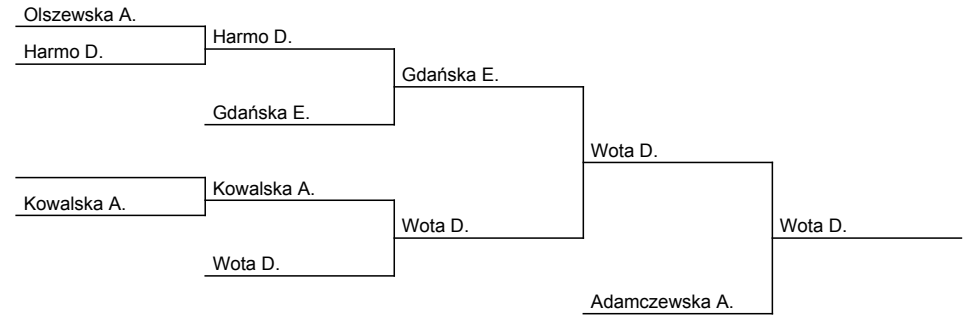 Olszewska A.
Harmo D.
Harmo D.
Gdańska E.
Gdańska E.
Wota D.
Kowalska A.
Kowalska A.
Wota D.
Wota D.
Wota D.
Adamczewska A.